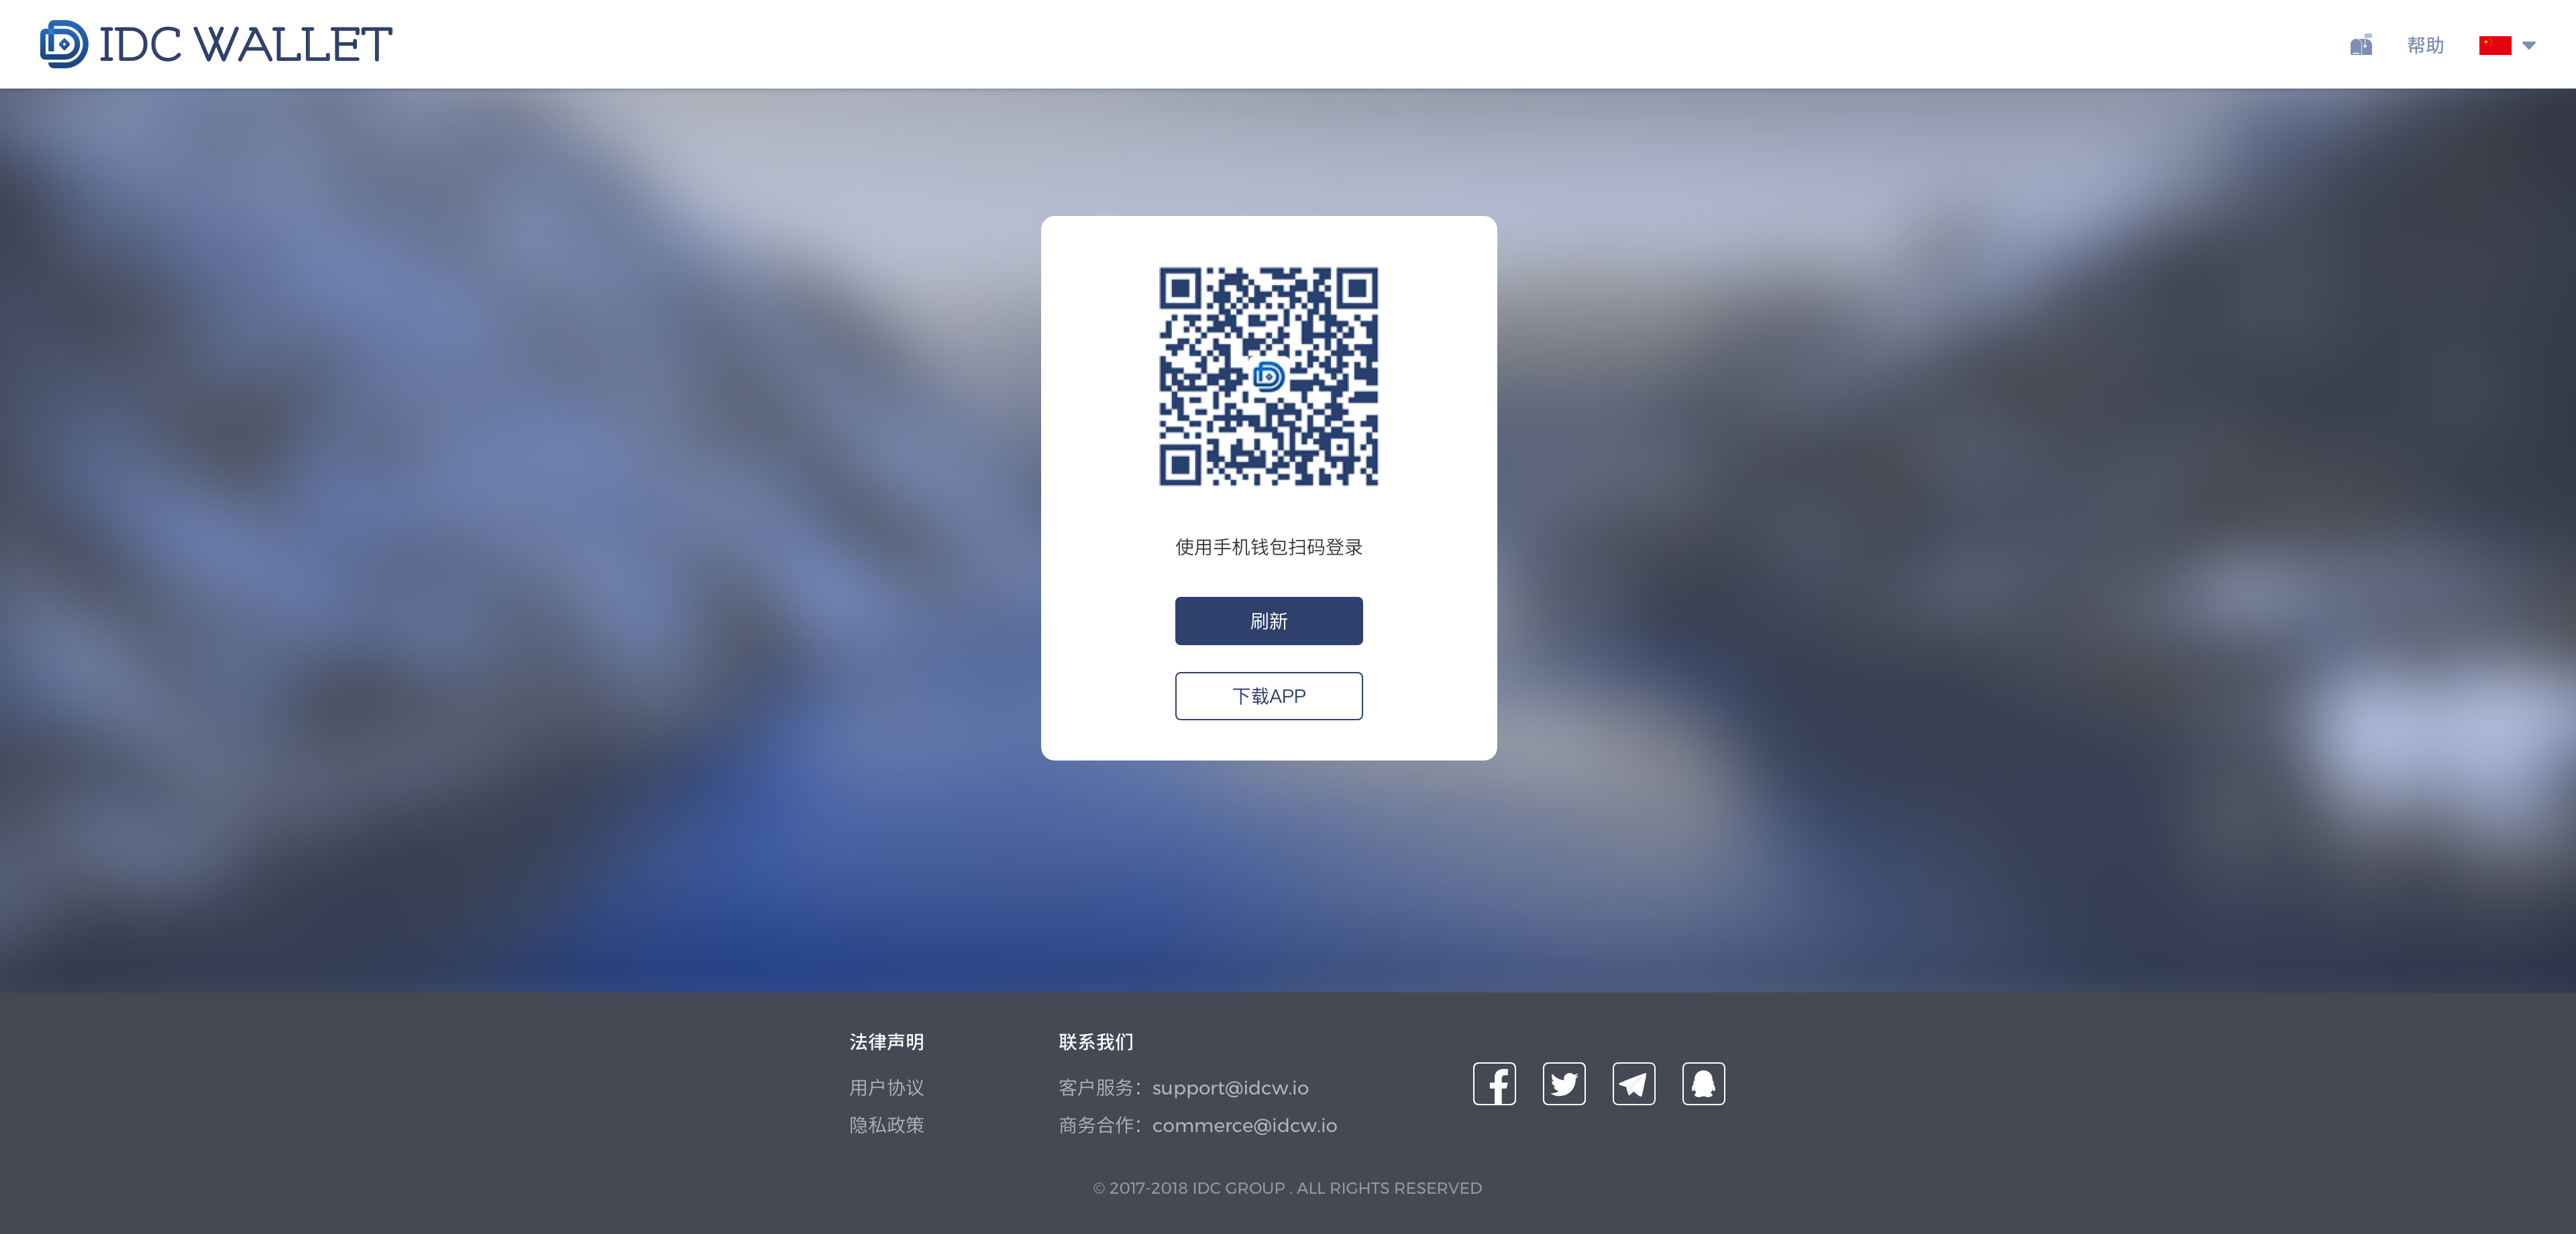 IDC WALLET
帮助
使用手机钱包扫码登录
刷新
下载APP
法律声明
用户协议
隐私政策
联系我们
客户服务：support@idcw.io
商务合作：commerce@idcw.io
© 2017-2018 IDC GROUP . ALL RIGHTS RESERVED